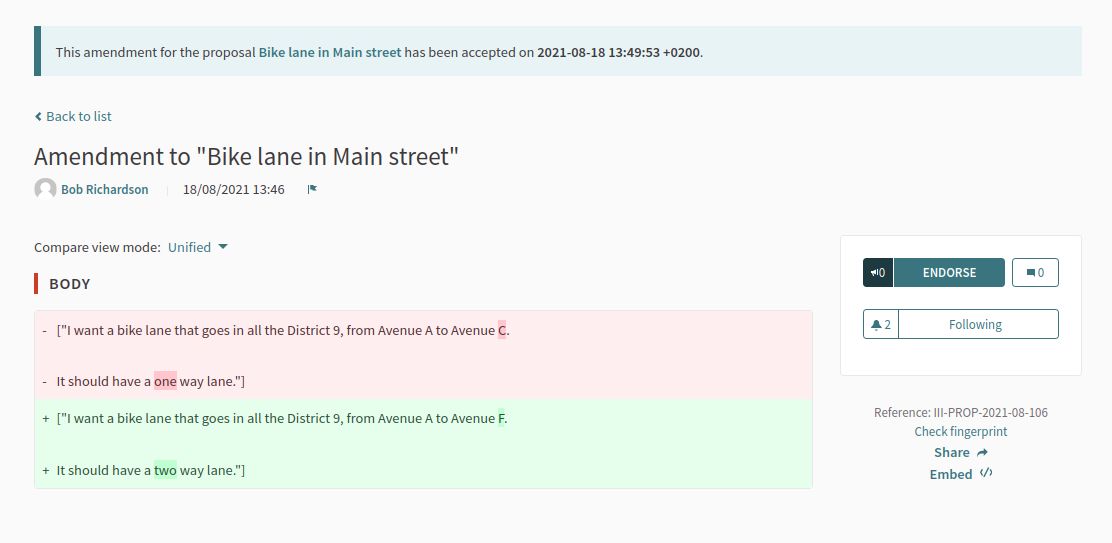 This amendment for the proposal Bike lane in Main street has been accepted on 2021-08-18 13:49:53 +0200.
Back to list
Amendment to "Bike lane in Main street"
Bob Richardson 18/08/2021 13:46
Compare view mode: Unified
BODY
- ["I want a bike lane that goes in all the District 9, from Avenue A to Avenue C.
- It should have a one way lane."]
+ ["I want a bike lane that goes in all the District 9, from Avenue A to Avenue F.
+ It should have a two way lane."]
0 ENDORSE 0
2 Following
Reference: III-PROP-2021-08-106
Check fingerprint
Share
Embed